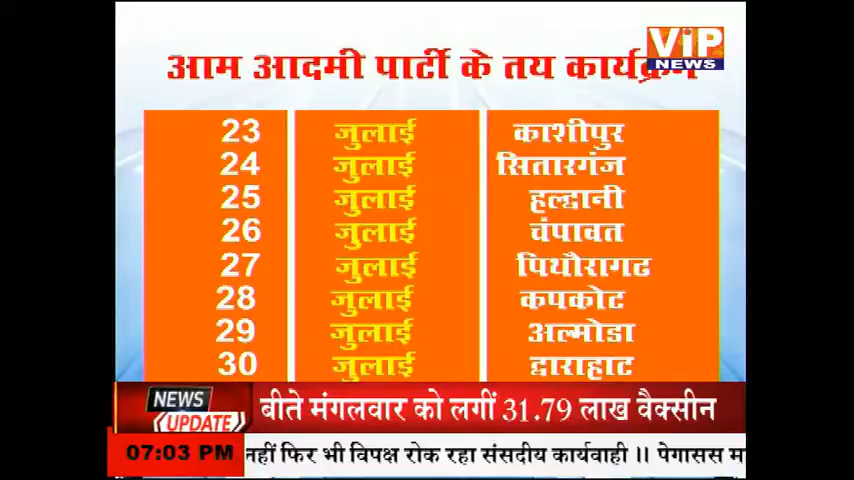 VIP
NEWS
आम आदमी पार्टी के तय कार्यक्रम
23 जुलाई काशीपुर
24 जुलाई सितारगंज
25 जुलाई हल्द्वानी
26 जुलाई चंपावत
27 जुलाई पिथौरागढ
28 जुलाई कपकोट
29 जुलाई अल्मोडा
30 जुलाई द्वाराहाट
NEWS
UPDATE
बीते मंगलवार को लगीं 31.79 लाख वैक्सीन
07:03 PM नहीं फिर भी विपक्ष रोक रहा संसदीय कार्यवाही || पेगासस